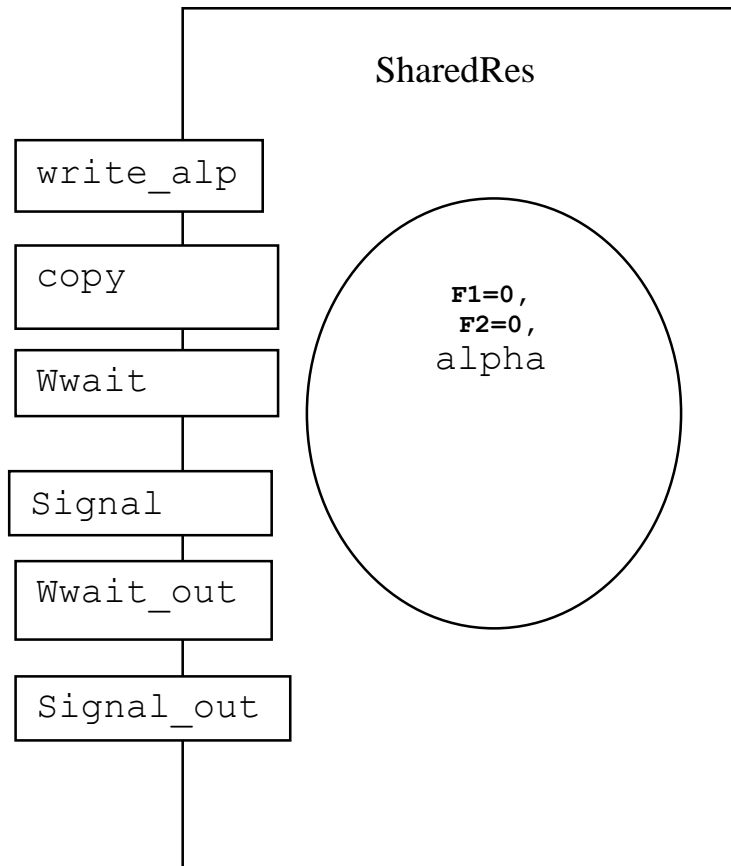 SharedRes
write_alp
copy
F1=0,
F2=0,
alpha
Wwait
Signal
Wwait_out
Signal_out